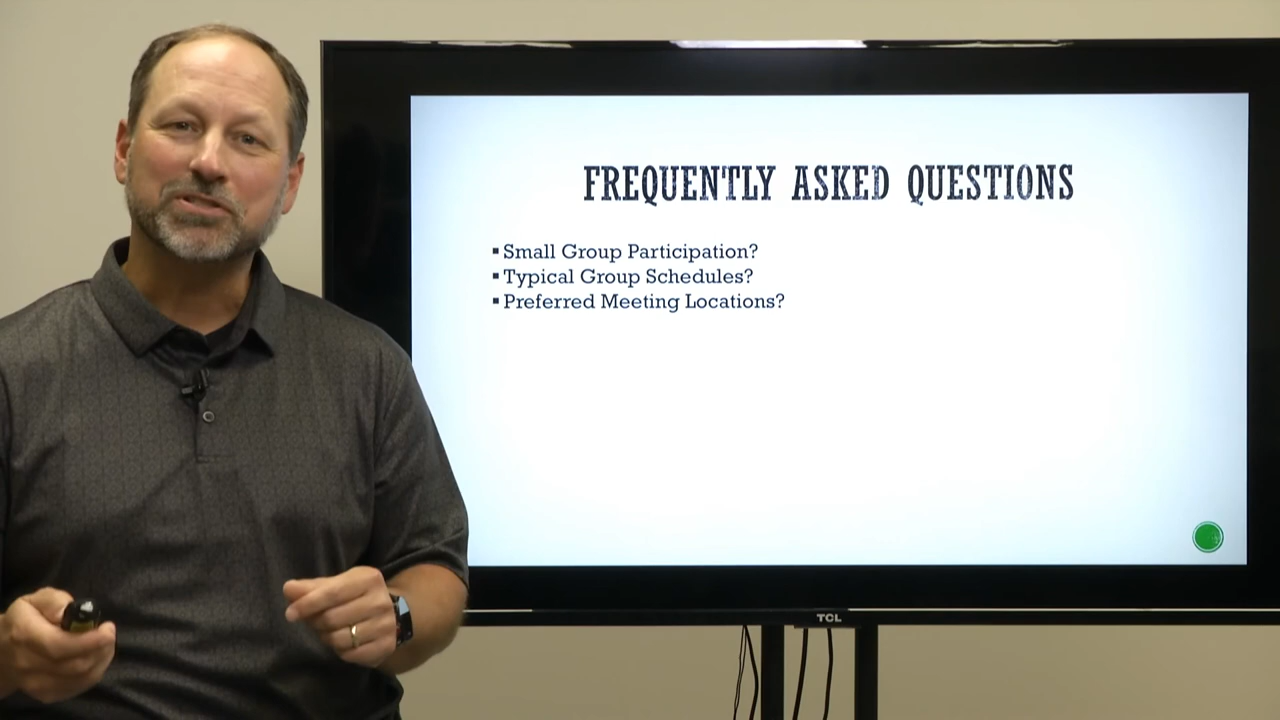 FREQUENTLY ASKED QUESTIONS
▪ Small Group Participation?
▪ Typical Group Schedules?
▪ Preferred Meeting Locations?
TCL